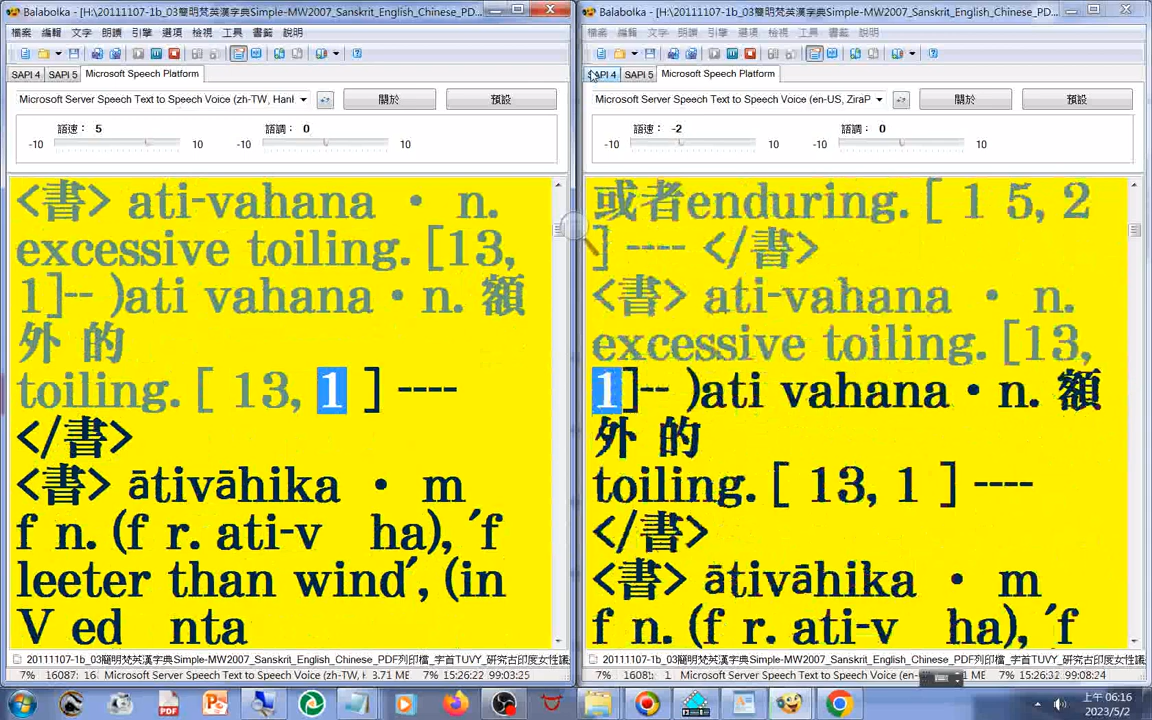 Balabolka - [H:\20111107-1b_03簡明梵英漢字典Simple-MW2007_Sanskrit_English_Chinese_PD...
檔案 編輯 文字 朗讀 引擎 選項 檢視 工具 書籤 說明
SAPI 4 SAPI 5 Microsoft Speech Platform
Microsoft Server Speech Text to Speech Voice (zh-TW, HanH
關於 預設
語速： 5 語調： 0
-10 10 -10 10
<書> ati-vahana • n.
excessive toiling. [13,
1]-- )ati vahana • n. 額
外 的
toiling. [ 13, 1 ] ----
</書>
<書> ātivāhika • m
f n. (f r. ati-v ha), 'f
leeter than wind', (in
V ed nta
20111107-1b_03簡明梵英漢字典Simple-MW2007_Sanskrit_English_Chinese_PDF列印檔_字首TUVY_研究古印度女性議
7% 16087: 16 Microsoft Server Speech Text to Speech Voice (zh-TW, H 3.71 ME 7% 15:26:22 99:03:25
Balabolka - [H:\20111107-1b_03簡明梵英漢字典Simple-MW2007_Sanskrit_English_Chinese_PD...
檔案 編輯 文字 朗讀 引擎 選項 檢視 工具 書籤 說明
SAPI 4 SAPI 5 Microsoft Speech Platform
Microsoft Server Speech Text to Speech Voice (en-US, ZiraP
關於 預設
語速： -2 語調： 0
-10 10 -10 10
或者enduring. [ 1 5, 2
] ---- </書>
<書> ati-vahana • n.
excessive toiling. [13,
1]-- )ati vahana • n. 額
外 的
toiling. [ 13, 1 ] ----
</書>
<書> ātivāhika • m
f n. (f r. ati-v ha), 'f
20111107-1b_03簡明梵英漢字典Simple-MW2007_Sanskrit_English_Chinese_PDF列印檔_字首TUVY_研究古印度女性議
7% 1608 1 Microsoft Server Speech Text to Speech Voice (en-US, Z ME 7% 15:26:32 99:08:24
上午 06:16
2023/5/2